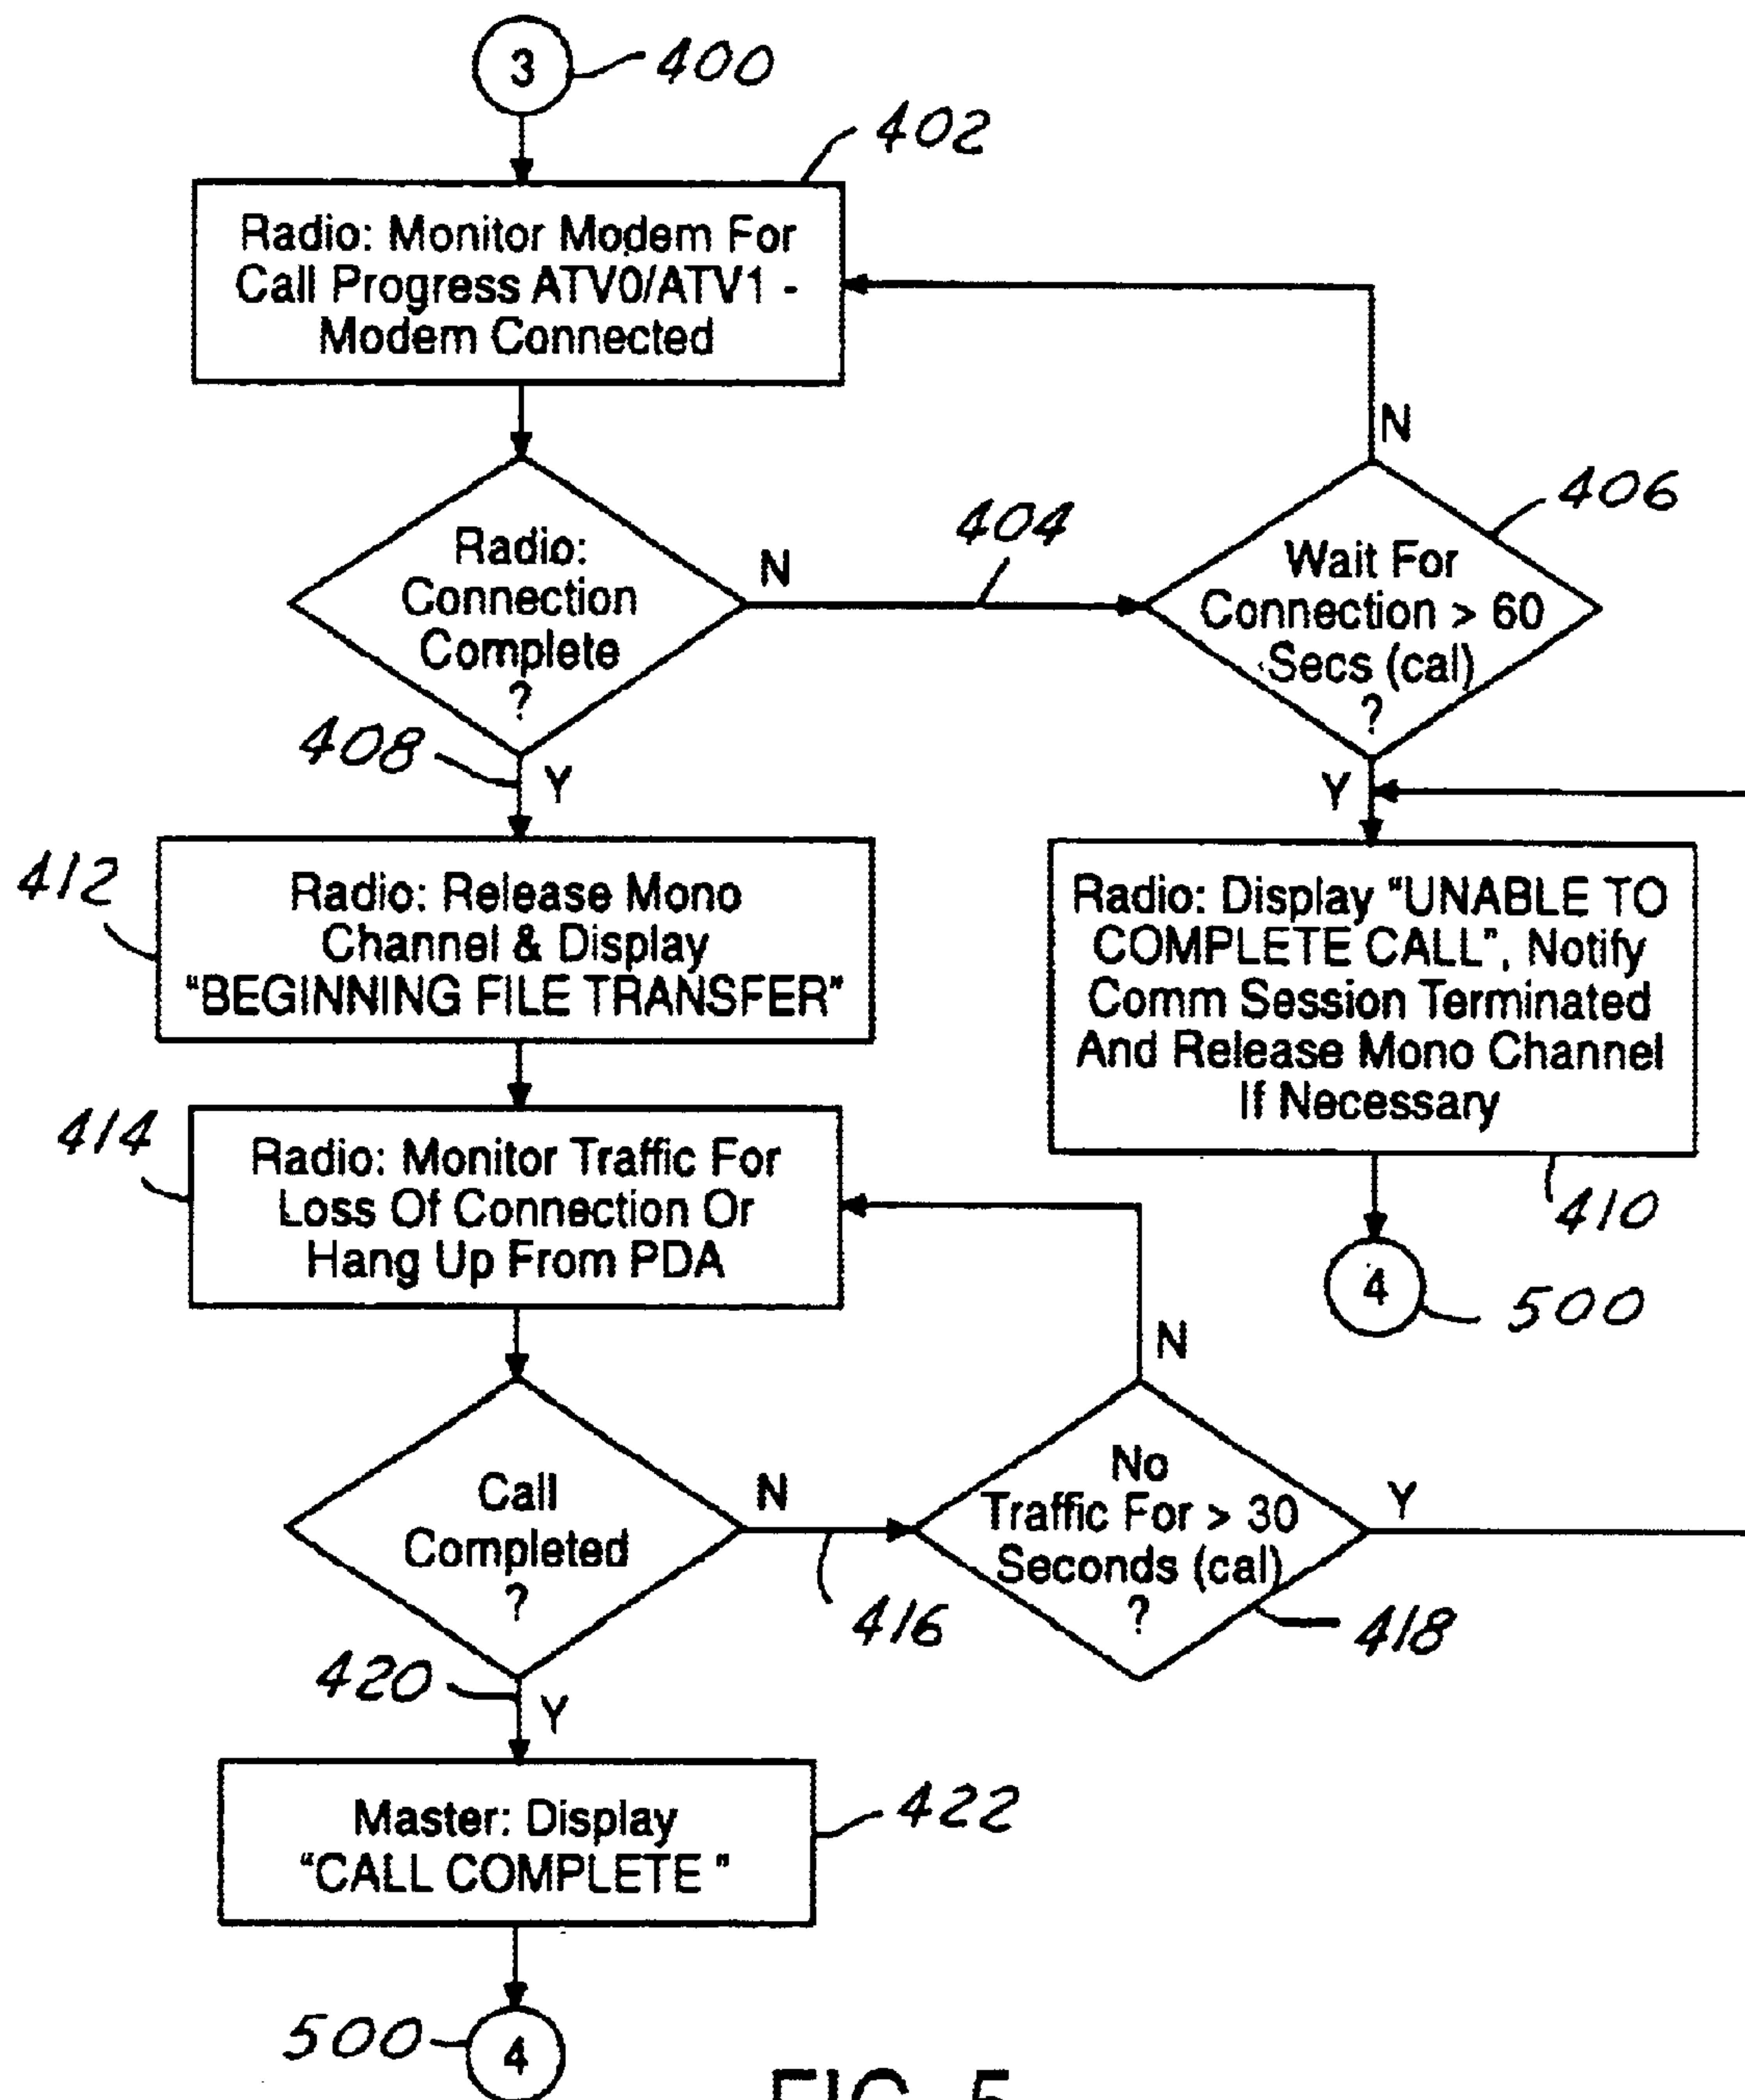 3
400
402
Radio: Monitor Modem For
Call Progress ATV0/ATV1 -
Modem Connected
N
406
404
Radio:
Connection
Complete
?
N
Wait For
Connection > 60
Secs (cal)
?
408
Y
Y
412
Radio: Release Mono
Channel & Display
"BEGINNING FILE TRANSFER"
Radio: Display "UNABLE TO
COMPLETE CALL", Notify
Comm Session Terminated
And Release Mono Channel
If Necessary
410
4
500
414
Radio: Monitor Traffic For
Loss Of Connection Or
Hang Up From PDA
N
Call
Completed
?
N
416
No
Traffic For > 30
Seconds (cal)
?
Y
418
420
Y
Master: Display
"CALL COMPLETE "
422
500
4
FIG. 5